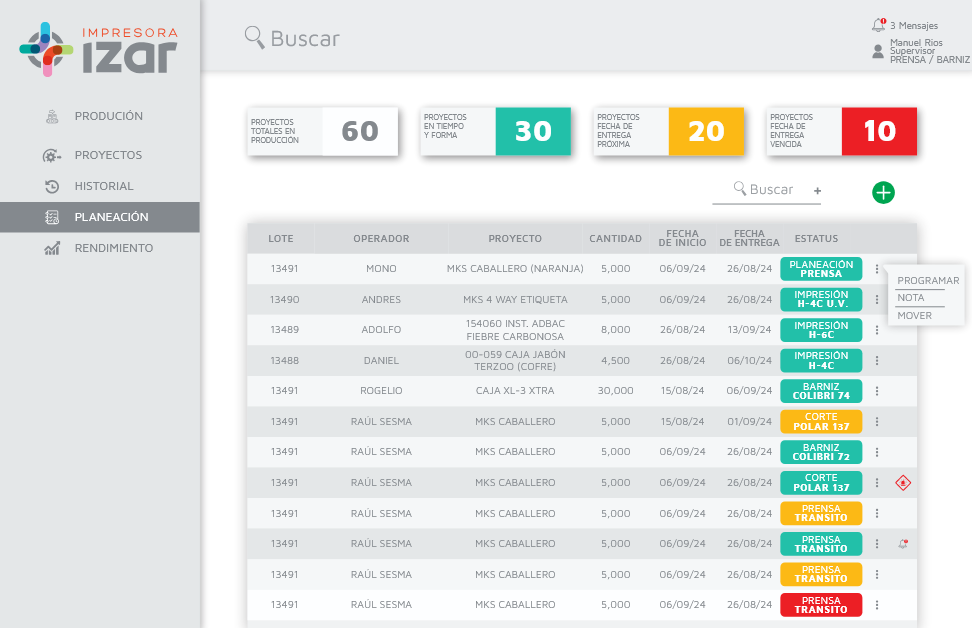 IMPRESORA
izar
Buscar
3 Mensajes
Manuel Rios
Supervisor
PRENSA / BARNIZ
PRODUCIÓN
PROYECTOS
HISTORIAL
PLANEACIÓN
RENDIMIENTO
PROYECTOS
TOTALES EN
PRODUCCIÓN
60
PROYECTOS
EN TIEMPO
Y FORMA
30
PROYECTOS
FECHA DE
ENTREGA
PRÓXIMA
20
PROYECTOS
FECHA DE
ENTREGA
VENCIDA
10
Buscar +
LOTE OPERADOR PROYECTO CANTIDAD FECHA DE INICIO FECHA DE ENTREGA ESTATUS
13491 MONO MKS CABALLERO (NARANJA) 5,000 06/09/24 26/08/24 PLANEACIÓN PRENSA
PROGRAMAR
NOTA
MOVER
13490 ANDRES MKS 4 WAY ETIQUETA 5,000 06/09/24 26/08/24 IMPRESIÓN H-4C U.V.
13489 ADOLFO 154060 INST. ADBAC FIEBRE CARBONOSA 8,000 26/08/24 13/09/24 IMPRESIÓN H-6C
13488 DANIEL 00-059 CAJA JABÓN TERZOO (COFRE) 4,500 26/08/24 06/10/24 IMPRESIÓN H-4C
13491 ROGELIO CAJA XL-3 XTRA 30,000 15/08/24 06/09/24 BARNIZ COLIBRI 74
13491 RAÚL SESMA MKS CABALLERO 5,000 15/08/24 01/09/24 CORTE POLAR 137
13491 RAÚL SESMA MKS CABALLERO 5,000 06/09/24 26/08/24 BARNIZ COLIBRI 72
13491 RAÚL SESMA MKS CABALLERO 5,000 06/09/24 26/08/24 CORTE POLAR 137
13491 RAÚL SESMA MKS CABALLERO 5,000 06/09/24 26/08/24 PRENSA TRANSITO
13491 RAÚL SESMA MKS CABALLERO 5,000 06/09/24 26/08/24 PRENSA TRANSITO
13491 RAÚL SESMA MKS CABALLERO 5,000 06/09/24 26/08/24 PRENSA TRANSITO
13491 RAÚL SESMA MKS CABALLERO 5,000 06/09/24 26/08/24 PRENSA TRANSITO